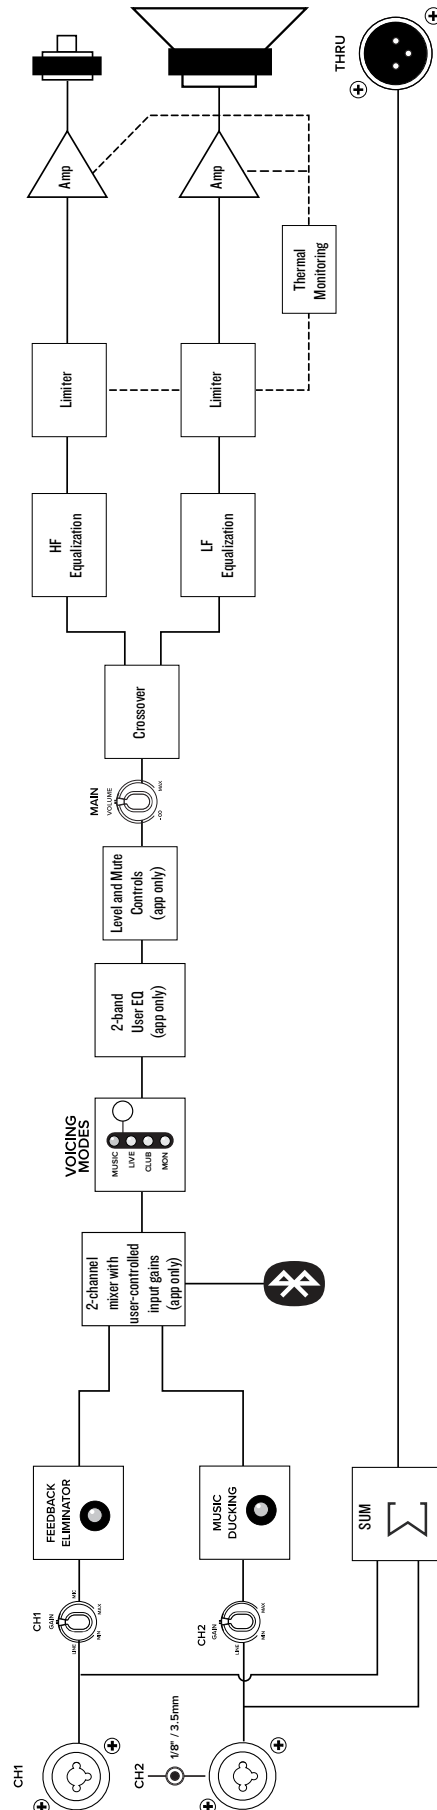 THRU
Amp
Amp
Thermal
Monitoring
Limiter
Limiter
HF
Equalization
LF
Equalization
Crossover
MAIN
VOLUME
-∞
MAX
Level and Mute
Controls
(app only)
2-band
User EQ
(app only)
VOICING
MODES
MUSIC
LIVE
CLUB
MON
2-channel
mixer with
user-controlled
input gains
(app only)
FEEDBACK
ELIMINATOR
MUSIC
DUCKING
SUM
Σ
CH1
GAIN
LINE
MIC
MIN
MAX
CH2
GAIN
LINE
MIN
MAX
CH1
CH2
1/8" / 3.5mm